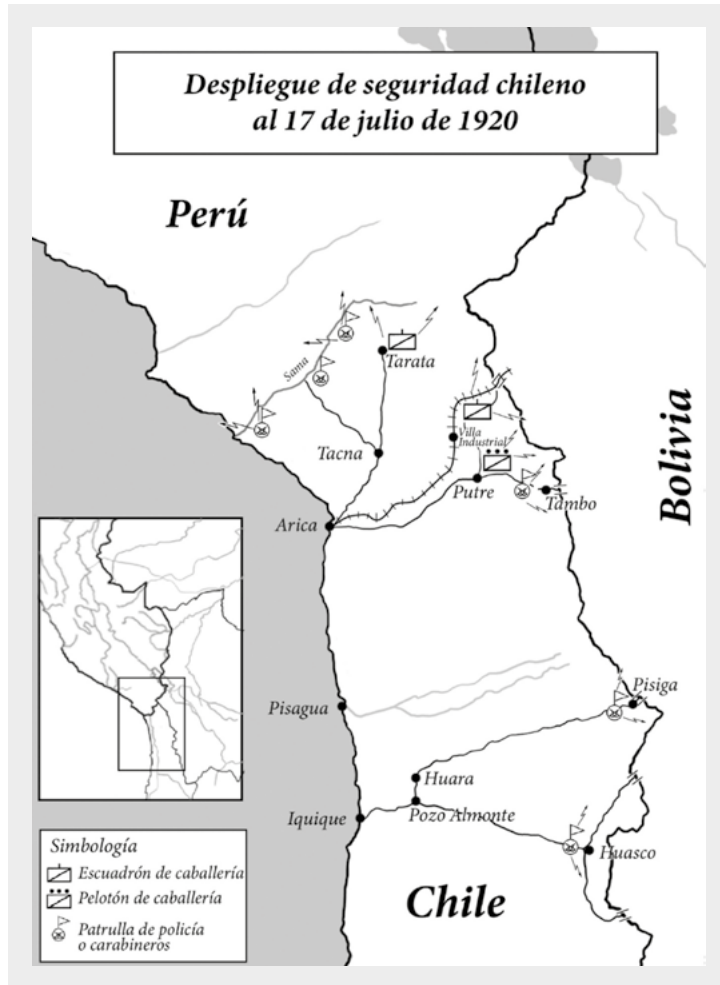 Despliegue de seguridad chileno
al 17 de julio de 1920
Perú
Sama
Tarata
Villa
Industrial
Tacna
Putre
Tambo
Bolivia
Arica
Pisiga
Pisagua
Huara
Iquique
Pozo Almonte
Huasco
Chile
Simbología
Escuadrón de caballería
Pelotón de caballería
Patrulla de policía
o carabineros